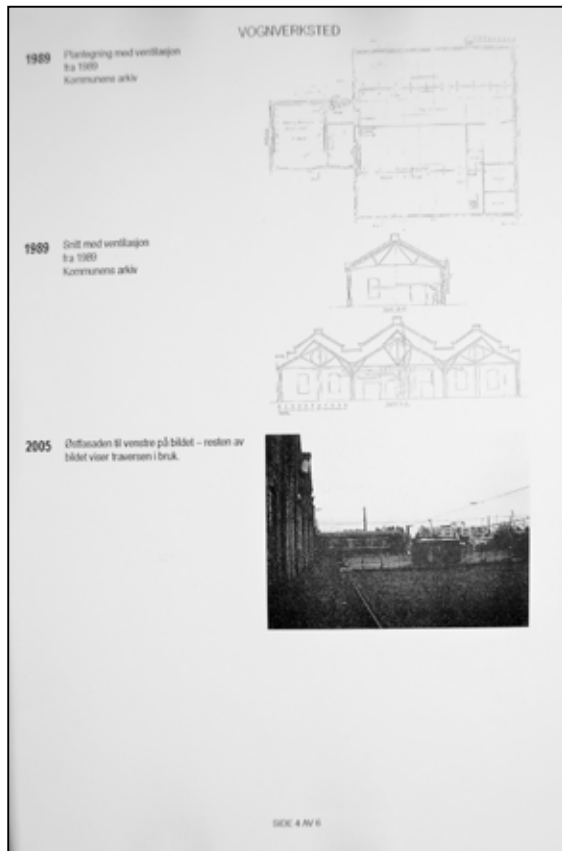 VOGNVERKSTED
1989 Plantegning med ventilasjon
fra 1989
Kommunens arkiv
1989 Snitt med ventilasjon
fra 1989
Kommunens arkiv
2005 Østfasaden til venstre på bildet – resten av
bildet viser traversen i bruk.
SIDE 4 AV 6